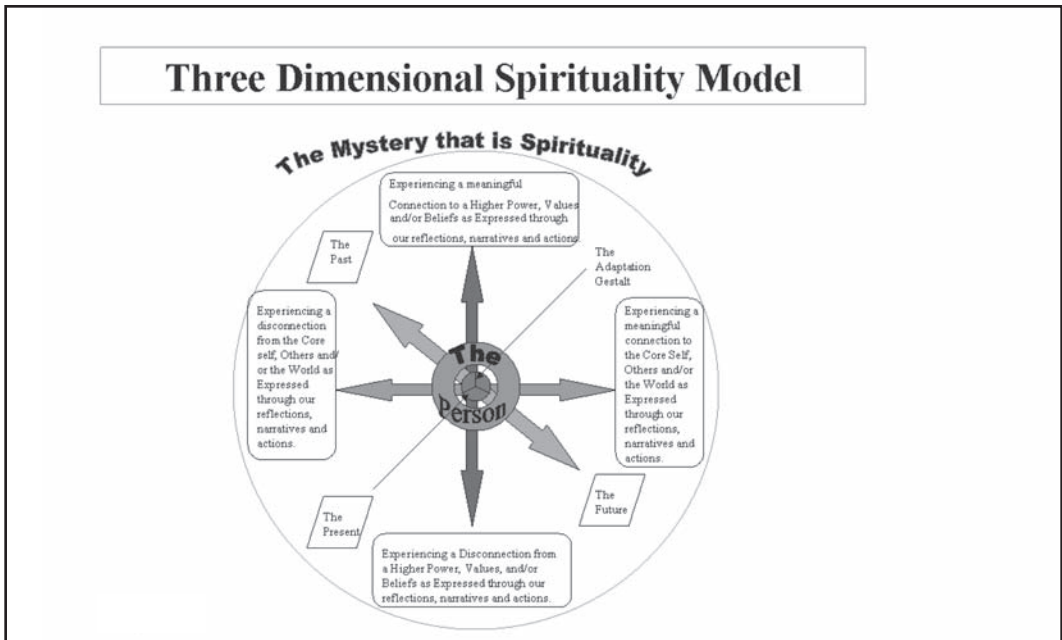 Three Dimensional Spirituality Model
The Mystery that is Spirituality
Experiencing a meaningful
Connection to a Higher Power, Values
and/or Beliefs as Expressed through
our reflections, narratives and actions.
The
Past
The
Adaptation
Gestalt
Experiencing a
disconnection
from the Core
self, Others and/
or the World as
Expressed
through our
reflections,
narratives and
actions.
The
Person
Experiencing a
meaningful
connection to
the Core Self,
Others and/or
the World as
Expressed
through our
reflections,
narratives and
actions.
The
Present
The
Future
Experiencing a Disconnection from
a Higher Power, Values, and/or
Beliefs as Expressed through our
reflections, narratives and actions.